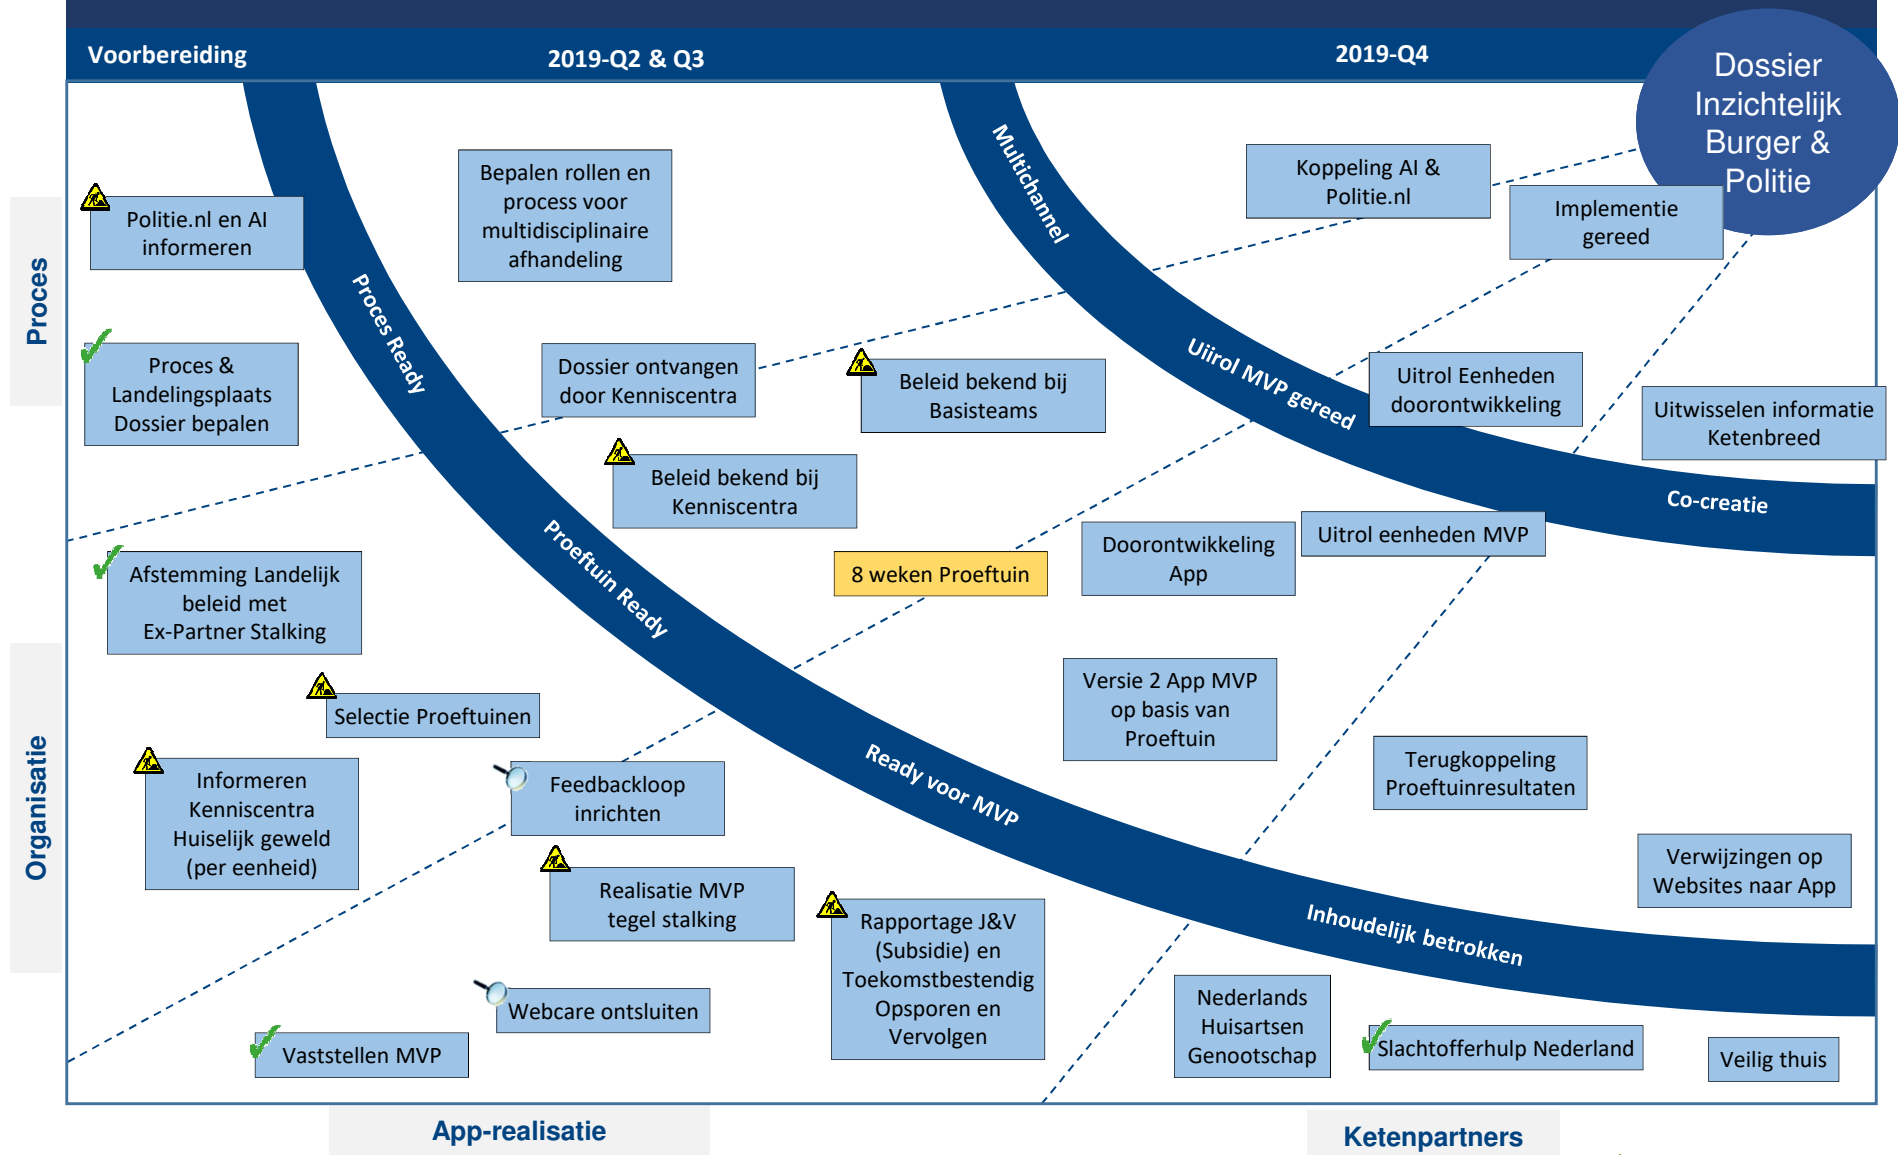 Voorbereiding
2019-Q2 & Q3
2019-Q4
Dossier
Inzichtelijk
Burger &
Politie
Proces
Organisatie
Politie.nl en AI
informeren
Proces &
Landelingsplaats
Dossier bepalen
Bepalen rollen en
process voor
multidisciplinaire
afhandeling
Proces Ready
Multichannel
Koppeling AI &
Politie.nl
Implementie
gereed
Dossier ontvangen
door Kenniscentra
Beleid bekend bij
Basisteams
Uiirol MVP gereed
Uitrol Eenheden
doorontwikkeling
Uitwisselen informatie
Ketenbreed
Beleid bekend bij
Kenniscentra
Co-creatie
Afstemming Landelijk
beleid met
Ex-Partner Stalking
Proeftuin Ready
8 weken Proeftuin
Doorontwikkeling
App
Uitrol eenheden MVP
Selectie Proeftuinen
Versie 2 App MVP
op basis van
Proeftuin
Informeren
Kenniscentra
Huiselijk geweld
(per eenheid)
Feedbackloop
inrichten
Ready voor MVP
Terugkoppeling
Proeftuinresultaten
Realisatie MVP
tegel stalking
Verwijzingen op
Websites naar App
Rapportage J&V
(Subsidie) en
Toekomstbestendig
Opsporen en
Vervolgen
Inhoudelijk betrokken
Webcare ontsluiten
Vaststellen MVP
Nederlands
Huisartsen
Genootschap
Slachtofferhulp Nederland
Veilig thuis
App-realisatie
Ketenpartners